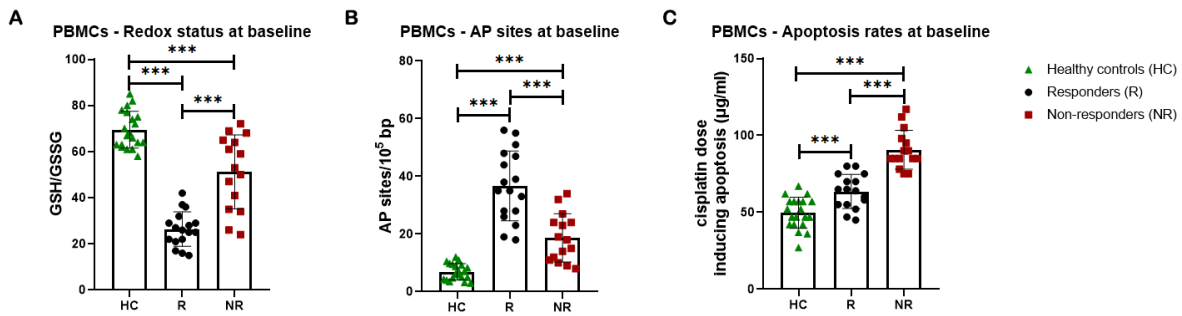 A
PBMCs - Redox status at baseline
GSH/GSSG
100
80
60
40
20
0
***
***
***
HC
R
NR
B
PBMCs - AP sites at baseline
AP sites/10⁵ bp
80
60
40
20
0
***
***
***
HC
R
NR
C
PBMCs - Apoptosis rates at baseline
cisplatin dose
inducing apoptosis (µg/ml)
150
100
50
0
***
***
***
HC
R
NR
Healthy controls (HC)
Responders (R)
Non-responders (NR)